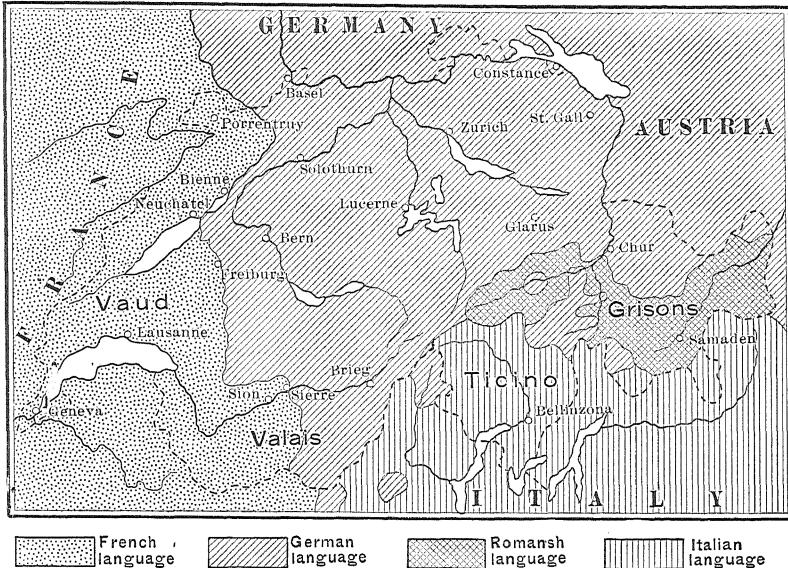 GERMANY
FRANCE
Constance
Basel
St. Gall
Porrentruy
Zurich
AUSTRIA
Solothurn
Bienne
Neuchatel
Lucerne
Glarus
Bern
Chur
Freiburg
Vaud
Grisons
Lausanne
Samaden
Brieg
Ticino
Sion
Sierre
Geneva
Bellinzona
Valais
ITALY
French
language
German
language
Romansh
language
Italian
language